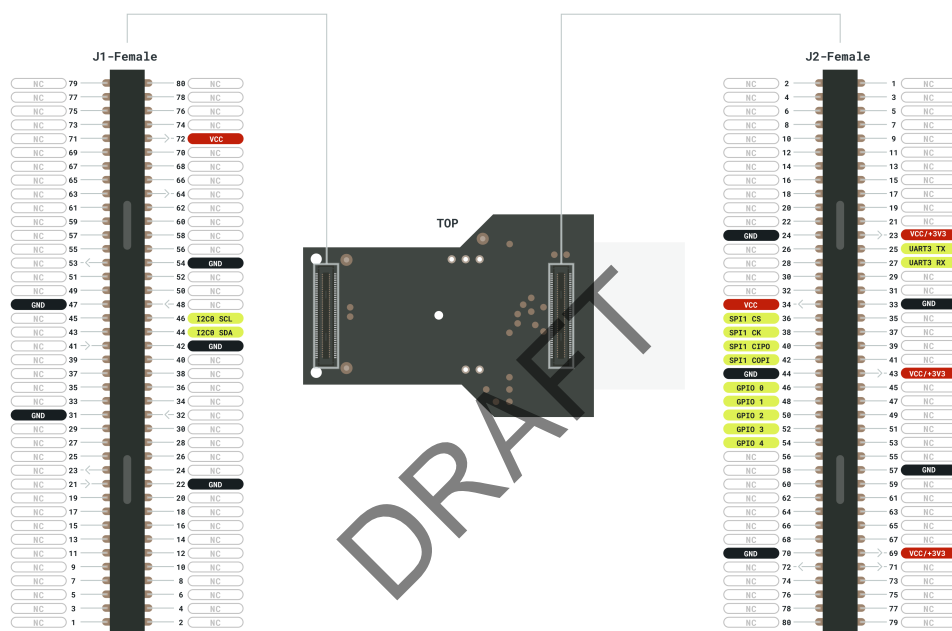 J1-Female
NC 79 80 NC
NC 77 78 NC
NC 75 76 NC
NC 73 74 NC
NC 71 72 VCC
NC 69 70 NC
NC 67 68 NC
NC 65 66 NC
NC 63 64 NC
NC 61 62 NC
NC 59 60 NC
NC 57 58 NC
NC 55 56 NC
NC 53 54 GND
NC 51 52 NC
NC 49 50 NC
GND 47 48 NC
NC 45 46 I2C0 SCL
NC 43 44 I2C0 SDA
NC 41 42 GND
NC 39 40 NC
NC 37 38 NC
NC 35 36 NC
NC 33 34 NC
GND 31 32 NC
NC 29 30 NC
NC 27 28 NC
NC 25 26 NC
NC 23 24 NC
NC 21 22 GND
NC 19 20 NC
NC 17 18 NC
NC 15 16 NC
NC 13 14 NC
NC 11 12 NC
NC 9 10 NC
NC 7 8 NC
NC 5 6 NC
NC 3 4 NC
NC 1 2 NC
TOP
DRAFT
J2-Female
NC 2 1 NC
NC 4 3 NC
NC 6 5 NC
NC 8 7 NC
NC 10 9 NC
NC 12 11 NC
NC 14 13 NC
NC 16 15 NC
NC 18 17 NC
NC 20 19 NC
NC 22 21 NC
GND 24 23 VCC/+3V3
NC 26 25 UART3 TX
NC 28 27 UART3 RX
NC 30 29 NC
NC 32 31 NC
VCC 34 33 GND
SPI1 CS 36 35 NC
SPI1 CK 38 37 NC
SPI1 CIPO 40 39 NC
SPI1 COPI 42 41 NC
GND 44 43 VCC/+3V3
GPIO 0 46 45 NC
GPIO 1 48 47 NC
GPIO 2 50 49 NC
GPIO 3 52 51 NC
GPIO 4 54 53 NC
NC 56 55 NC
NC 58 57 GND
NC 60 59 NC
NC 62 61 NC
NC 64 63 NC
NC 66 65 NC
NC 68 67 NC
GND 70 69 VCC/+3V3
NC 72 71 NC
NC 74 73 NC
NC 76 75 NC
NC 78 77 NC
NC 80 79 NC